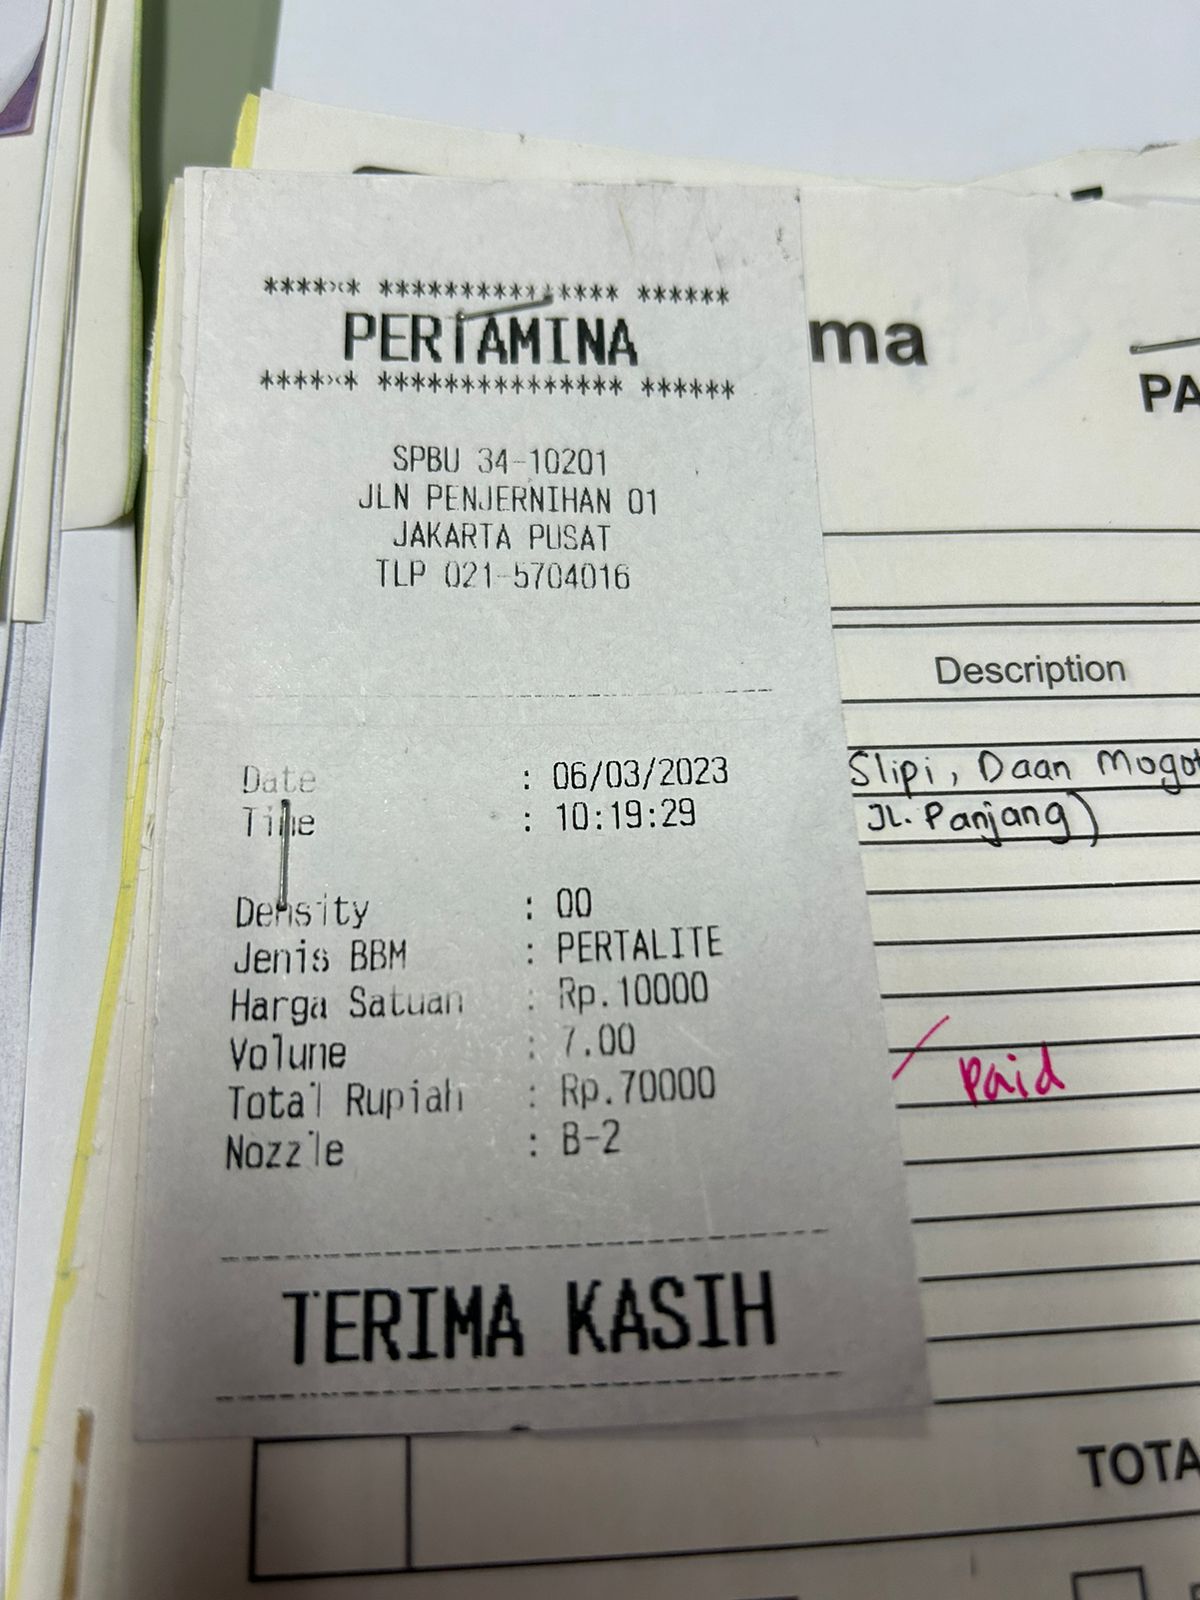 ****** *************** ******
PERTAMINA
****** *************** ******
SPBU 34-10201
JLN PENJERNIHAN 01
JAKARTA PUSAT
TLP 021-5704016
Date : 06/03/2023
Time : 10:19:29
Density : 00
Jenis BBM : PERTALITE
Harga Satuan : Rp.10000
Volume : 7.00
Total Rupiah : Rp.70000
Nozzle : B-2
TERIMA KASIH
ma
PA
Description
Slipi, Daan Mogot
JL. Panjang)
Paid
TOTA